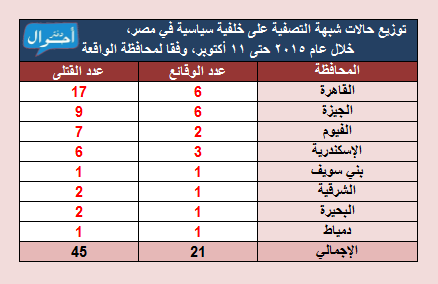 توزيع حالات شبهة التصفية على خلفية سياسية في مصر،
خلال عام ٢٠١٥ حتى ١١ أكتوبر، وفقا لمحافظة الواقعة
دفتر أحوال
المحافظة عدد الوقائع عدد القتلى
القاهرة 6 17
الجيزة 6 9
الفيوم 2 7
الإسكندرية 3 6
بني سويف 1 1
الشرقية 1 2
البحيرة 1 2
دمياط 1 1
الإجمالي 21 45